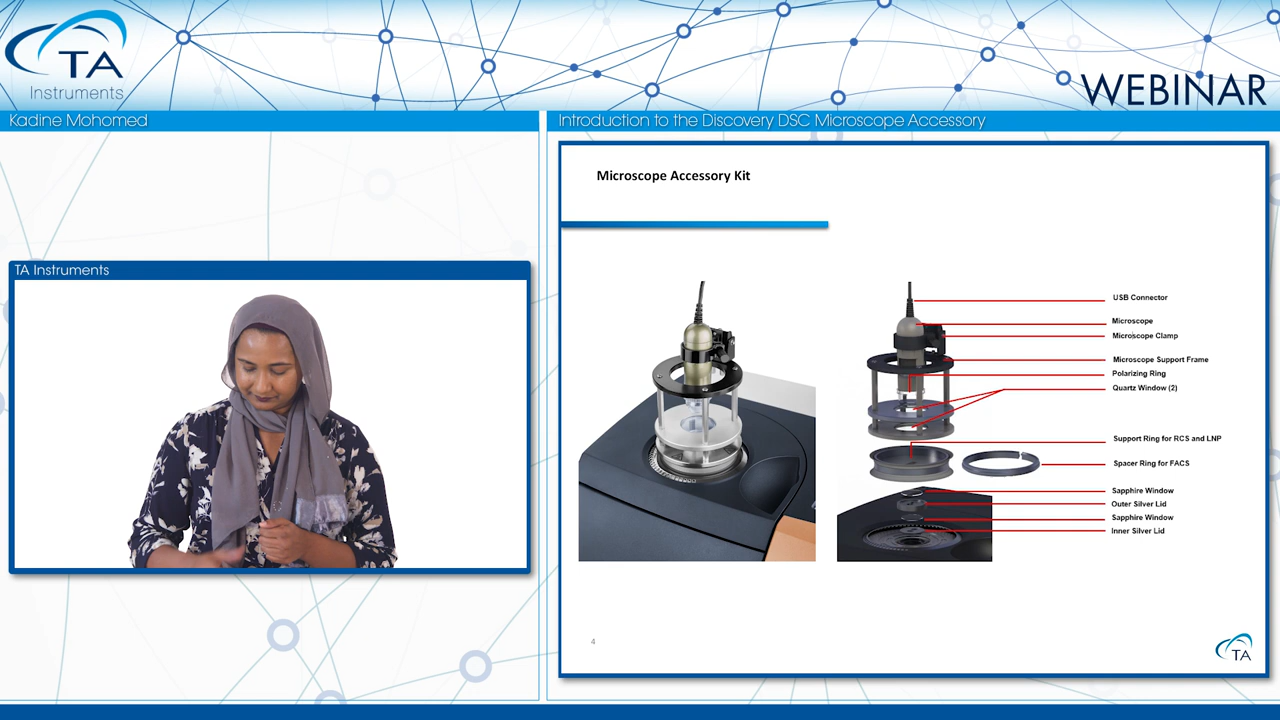 TA
Instruments
WEBINAR
Kadine Mohomed
Introduction to the Discovery DSC Microscope Accessory
TA Instruments
Microscope Accessory Kit
USB Connector
Microscope
Microscope Clamp
Microscope Support Frame
Polarizing Ring
Quartz Window (2)
Support Ring for RCS and LNP
Spacer Ring for FACS
Sapphire Window
Outer Silver Lid
Sapphire Window
Inner Silver Lid
4
TA